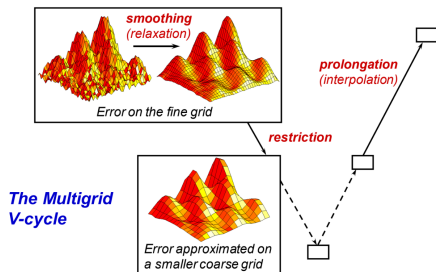 smoothing
(relaxation)
prolongation
(interpolation)
Error on the fine grid
restriction
The Multigrid
V-cycle
Error approximated on
a smaller coarse grid